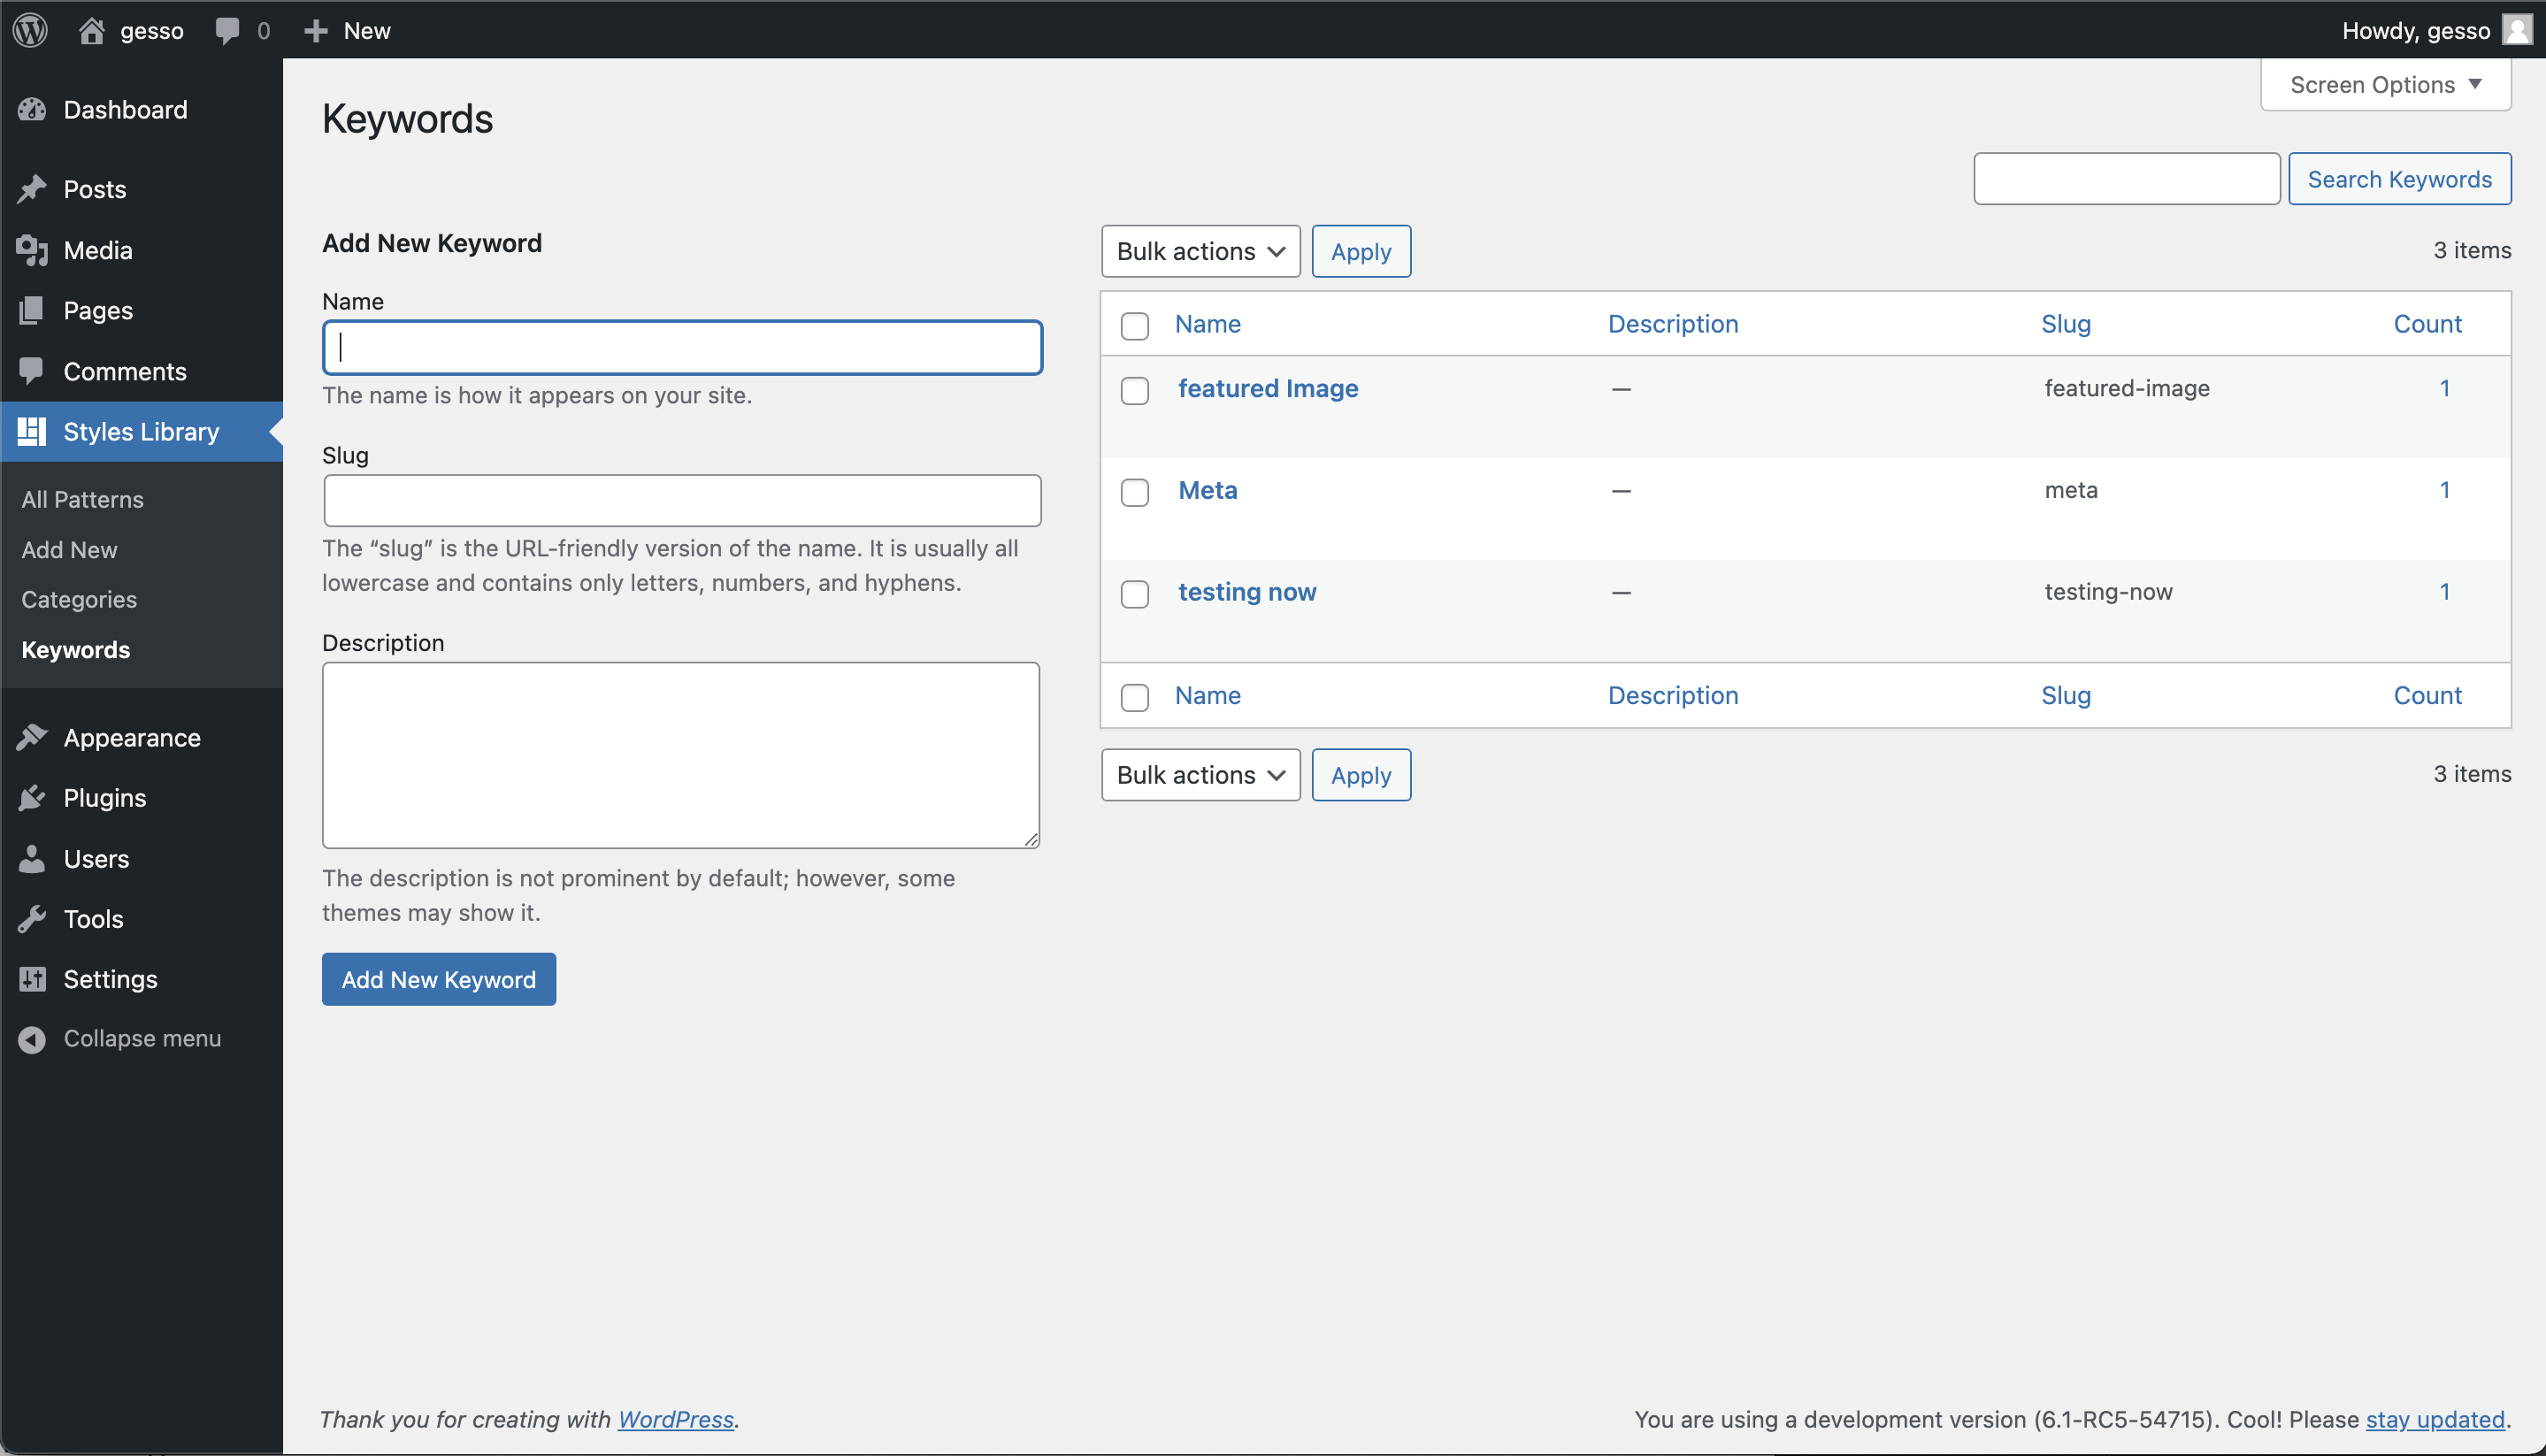 gesso
0
New
Howdy, gesso
Dashboard
Posts
Media
Pages
Comments
Styles Library
All Patterns
Add New
Categories
Keywords
Appearance
Plugins
Users
Tools
Settings
Collapse menu
Screen Options
Keywords
Search Keywords
Add New Keyword
Name
The name is how it appears on your site.
Slug
The “slug” is the URL-friendly version of the name. It is usually all
lowercase and contains only letters, numbers, and hyphens.
Description
The description is not prominent by default; however, some
themes may show it.
Add New Keyword
Bulk actions Apply 3 items
Name Description Slug Count
featured Image — featured-image 1
Meta — meta 1
testing now — testing-now 1
Name Description Slug Count
Bulk actions Apply 3 items
Thank you for creating with WordPress.
You are using a development version (6.1-RC5-54715). Cool! Please stay updated.